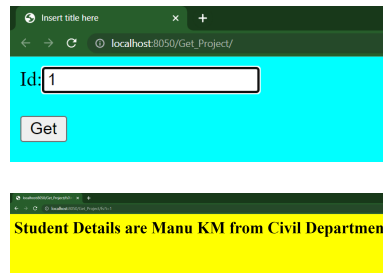 Insert title here
localhost:8050/Get_Project/
Id: 1
Get
Student Details are Manu KM from Civil Departmen